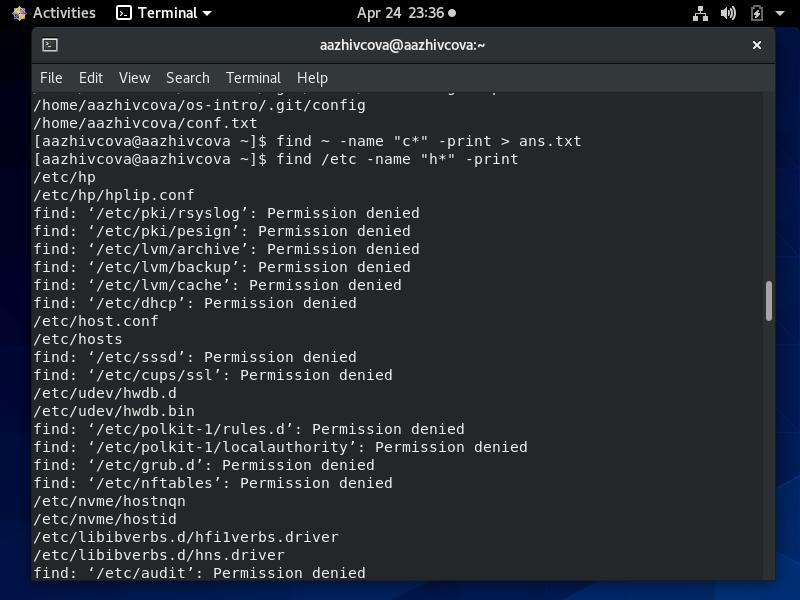 Activities Terminal Apr 24 23:36
aazhivcova@aazhivcova:~
File Edit View Search Terminal Help
/home/aazhivcova/os-intro/.git/config
/home/aazhivcova/conf.txt
[aazhivcova@aazhivcova ~]$ find ~ -name "c*" -print > ans.txt
[aazhivcova@aazhivcova ~]$ find /etc -name "h*" -print
/etc/hp
/etc/hp/hplip.conf
find: ‘/etc/pki/rsyslog’: Permission denied
find: ‘/etc/pki/pesign’: Permission denied
find: ‘/etc/lvm/archive’: Permission denied
find: ‘/etc/lvm/backup’: Permission denied
find: ‘/etc/lvm/cache’: Permission denied
find: ‘/etc/dhcp’: Permission denied
/etc/host.conf
/etc/hosts
find: ‘/etc/sssd’: Permission denied
find: ‘/etc/cups/ssl’: Permission denied
/etc/udev/hwdb.d
/etc/udev/hwdb.bin
find: ‘/etc/polkit-1/rules.d’: Permission denied
find: ‘/etc/polkit-1/localauthority’: Permission denied
find: ‘/etc/grub.d’: Permission denied
find: ‘/etc/nftables’: Permission denied
/etc/nvme/hostnqn
/etc/nvme/hostid
/etc/libibverbs.d/hfi1verbs.driver
/etc/libibverbs.d/hns.driver
find: ‘/etc/audit’: Permission denied